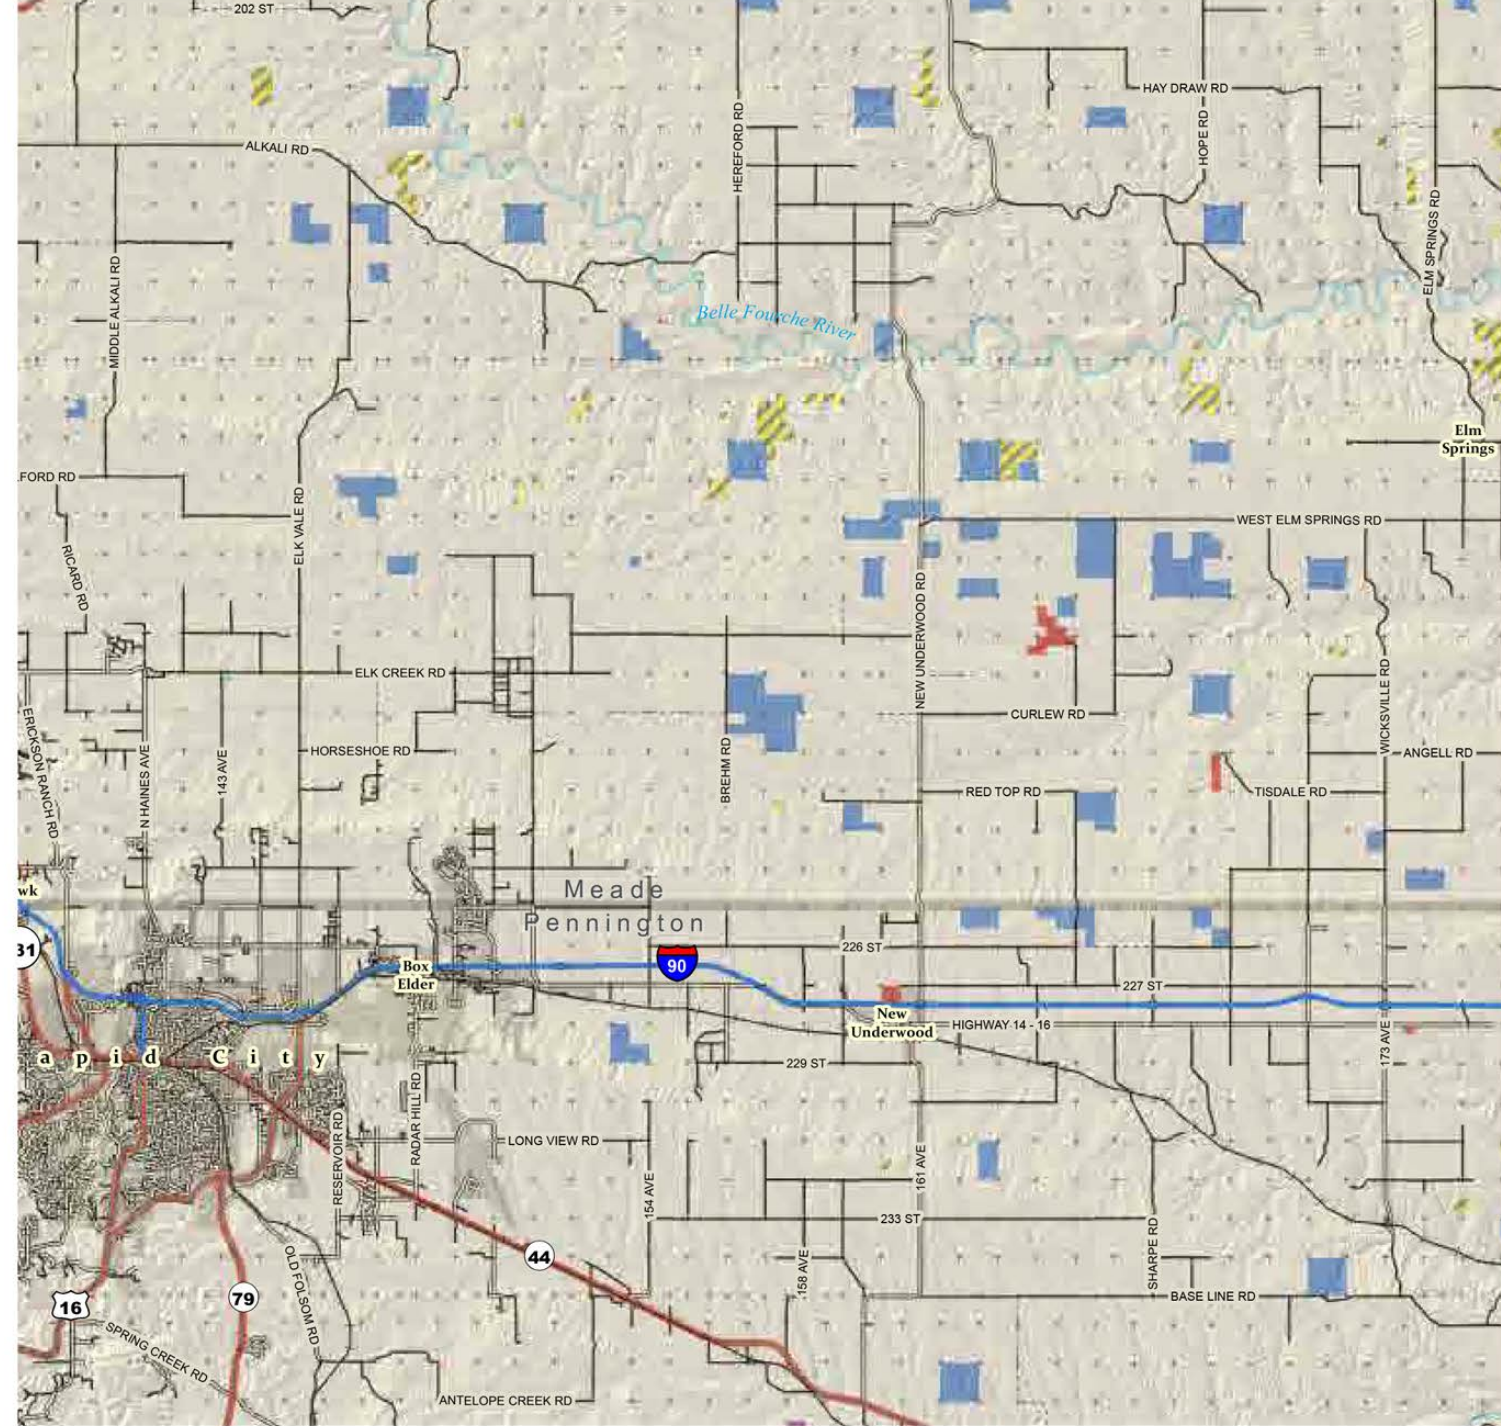 202 ST
HAY DRAW RD
ALKALI RD
HEREFORD RD
HOPE RD
ELM SPRINGS RD
MIDDLE ALKALI RD
Belle Fourche River
Elm
Springs
FORD RD
ELK VALE RD
WEST ELM SPRINGS RD
RICARD RD
NEW UNDERWOOD RD
ELK CREEK RD
WICKSVILLE RD
CURLEW RD
ERICKSON RANCH RD
N HAINES AVE
143 AVE
HORSESHOE RD
BREHM RD
ANGELL RD
RED TOP RD
TISDALE RD
wk
Meade
Pennington
31
226 ST
Box
Elder
90
227 ST
New
Underwood
HIGHWAY 14 - 16
173 AVE
apid City
229 ST
RADAR HILL RD
RESERVOIR RD
LONG VIEW RD
154 AVE
161 AVE
233 ST
SHARPE RD
158 AVE
44
OLD FOLSOM RD
79
BASE LINE RD
16
SPRING CREEK RD
ANTELOPE CREEK RD